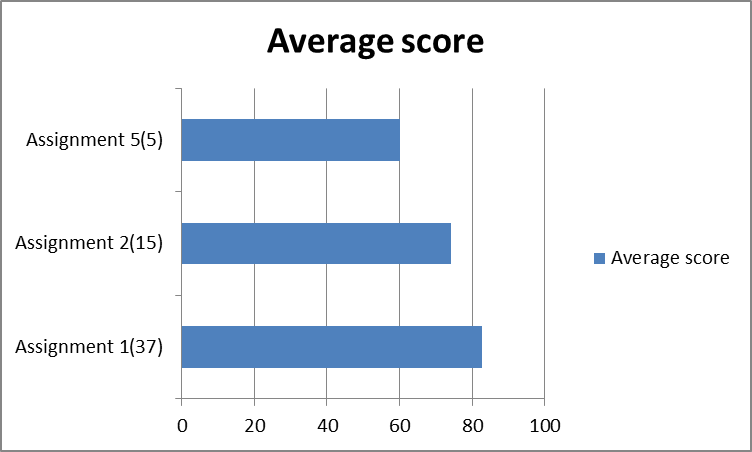 Average score
Assignment 5(5)
Assignment 2(15)
Assignment 1(37)
0 20 40 60 80 100
Average score